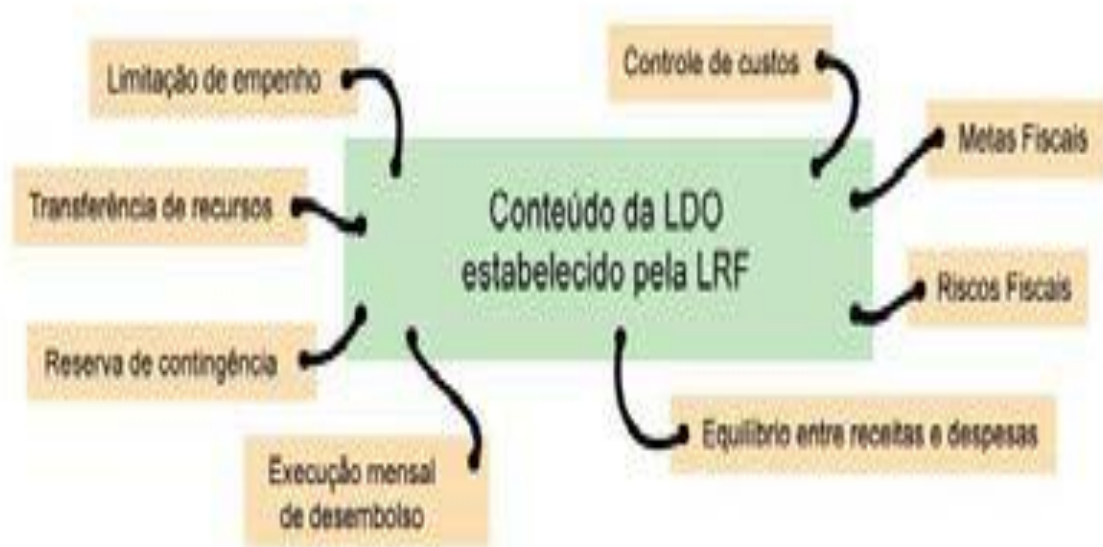 Limitação de empenho
Controle de custos
Metas Fiscais
Transferência de recursos
Conteúdo da LDO
estabelecido pela LRF
Riscos Fiscais
Reserva de contingência
Equilíbrio entre receitas e despesas
Execução mensal
de desembolso